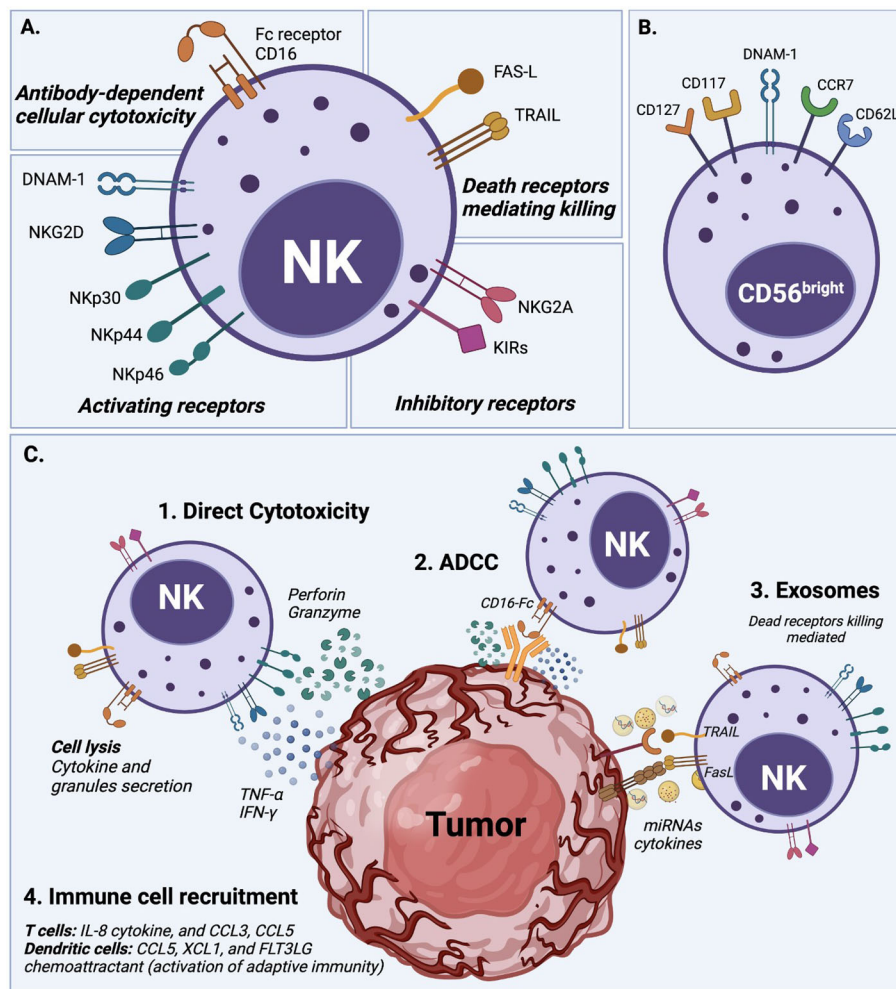 A.
Fc receptor
CD16
Antibody-dependent
cellular cytotoxicity
FAS-L
TRAIL
Death receptors
mediating killing
DNAM-1
NKG2D
NKp30
NKp44
NKp46
Activating receptors
NK
NKG2A
KIRs
Inhibitory receptors
B.
DNAM-1
CD117
CCR7
CD127
CD62L
CD56bright
C.
1. Direct Cytotoxicity
NK
Perforin
Granzyme
Cell lysis
Cytokine and
granules secretion
TNF-α
IFN-γ
2. ADCC
NK
CD16-Fc
3. Exosomes
Dead receptors killing
mediated
TRAIL
FasL
NK
miRNAs
cytokines
Tumor
4. Immune cell recruitment
T cells: IL-8 cytokine, and CCL3, CCL5
Dendritic cells: CCL5, XCL1, and FLT3LG
chemoattractant (activation of adaptive immunity)